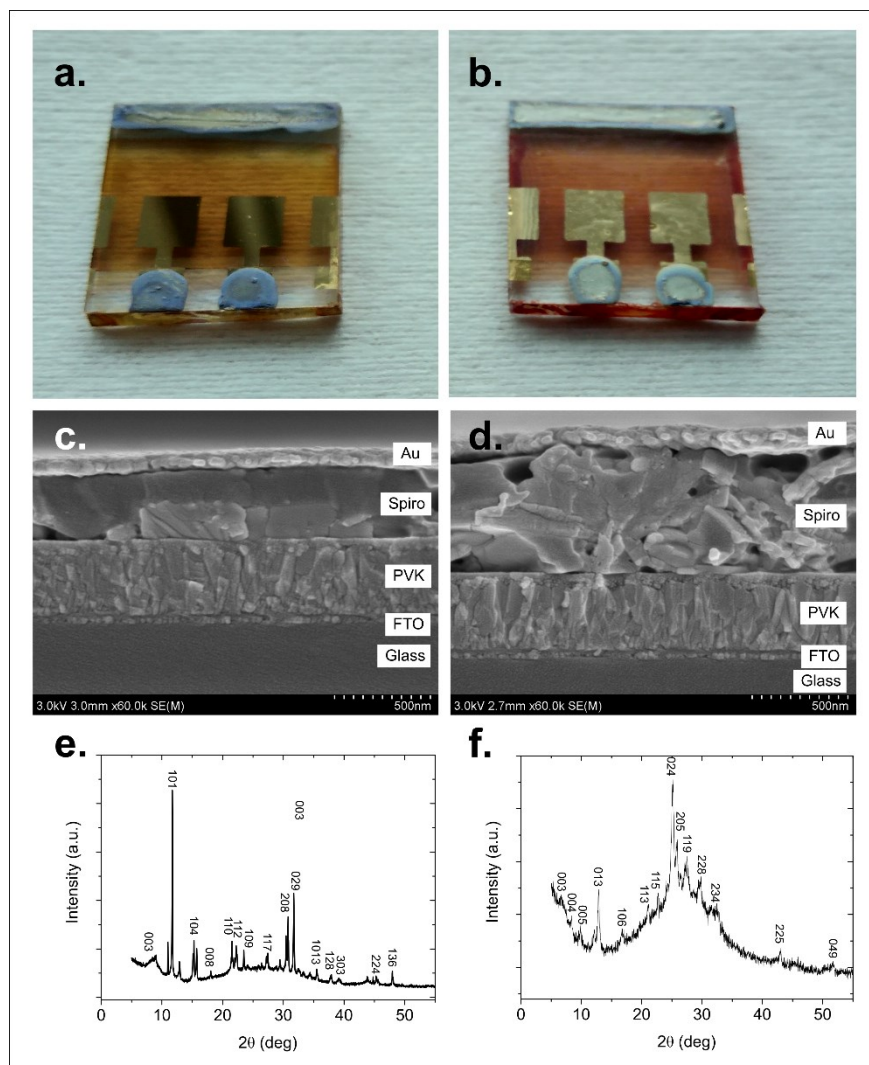 a.
b.
c.
Au
Spiro
PVK
FTO
Glass
3.0kV 3.0mm x60.0k SE(M)
500nm
d.
Au
Spiro
PVK
FTO
Glass
3.0kV 2.7mm x60.0k SE(M)
500nm
e.
Intensity (a.u.)
003
101
104
008
110
112
109
117
208
029
003
1013
303
128
224
136
0
10
20
30
40
50
2θ (deg)
f.
Intensity (a.u.)
003
004
005
013
106
113
115
024
205
119
228
234
225
049
0
10
20
30
40
50
2θ (deg)